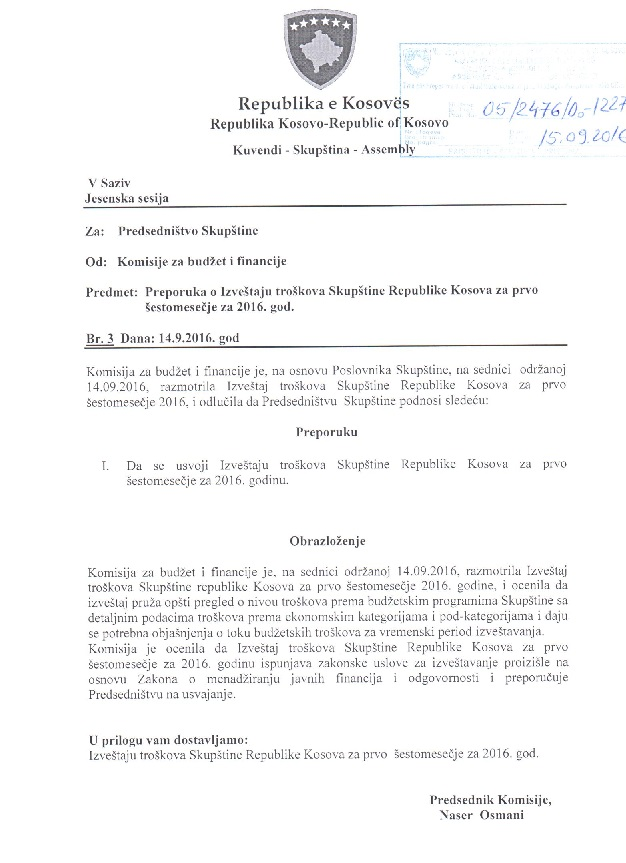 Republika e Kosovës
Republika Kosovo-Republic of Kosovo
Kuvendi - Skupština - Assembly
05/2476/Do-1227
15.09.2016
V Saziv
Jesenska sesija
Za: Predsedništvo Skupštine
Od: Komisije za budžet i financije
Predmet: Preporuka o Izveštaju troškova Skupštine Republike Kosova za prvo
šestomesečje za 2016. god.
Br. 3 Dana: 14.9.2016. god
Komisija za budžet i financije je, na osnovu Poslovnika Skupštine, na sednici održanoj
14.09.2016, razmotrila Izveštaj troškova Skupštine Republike Kosova za prvo
šestomesečje 2016, i odlučila da Predsedništvu Skupštine podnosi sledeću:
Preporuku
I. Da se usvoji Izveštaju troškova Skupštine Republike Kosova za prvo
šestomesečje za 2016. godinu.
Obrazloženje
Komisija za budžet i financije je, na sednici održanoj 14.09.2016, razmotrila Izveštaj
troškova Skupštine republike Kosova za prvo šestomesečje 2016. godine, i ocenila da
izveštaj pruža opšti pregled o nivou troškova prema budžetskim programima Skupštine sa
detaljnim podacima troškova prema ekonomskim kategorijama i pod-kategorijama i daju
se potrebna objašnjenja o toku budžetskih troškova za vremenski period izveštavanja.
Komisija je ocenila da Izveštaj troškova Skupštine Republike Kosova za prvo
šestomesečje za 2016. godinu ispunjava zakonske uslove za izveštavanje proizišle na
osnovu Zakona o menadžiranju javnih financija i odgovornosti i preporučuje
Predsedništvu na usvajanje.
U prilogu vam dostavljamo:
Izveštaju troškova Skupštine Republike Kosova za prvo šestomesečje za 2016. god.
Predsednik Komisije,
Naser Osmani